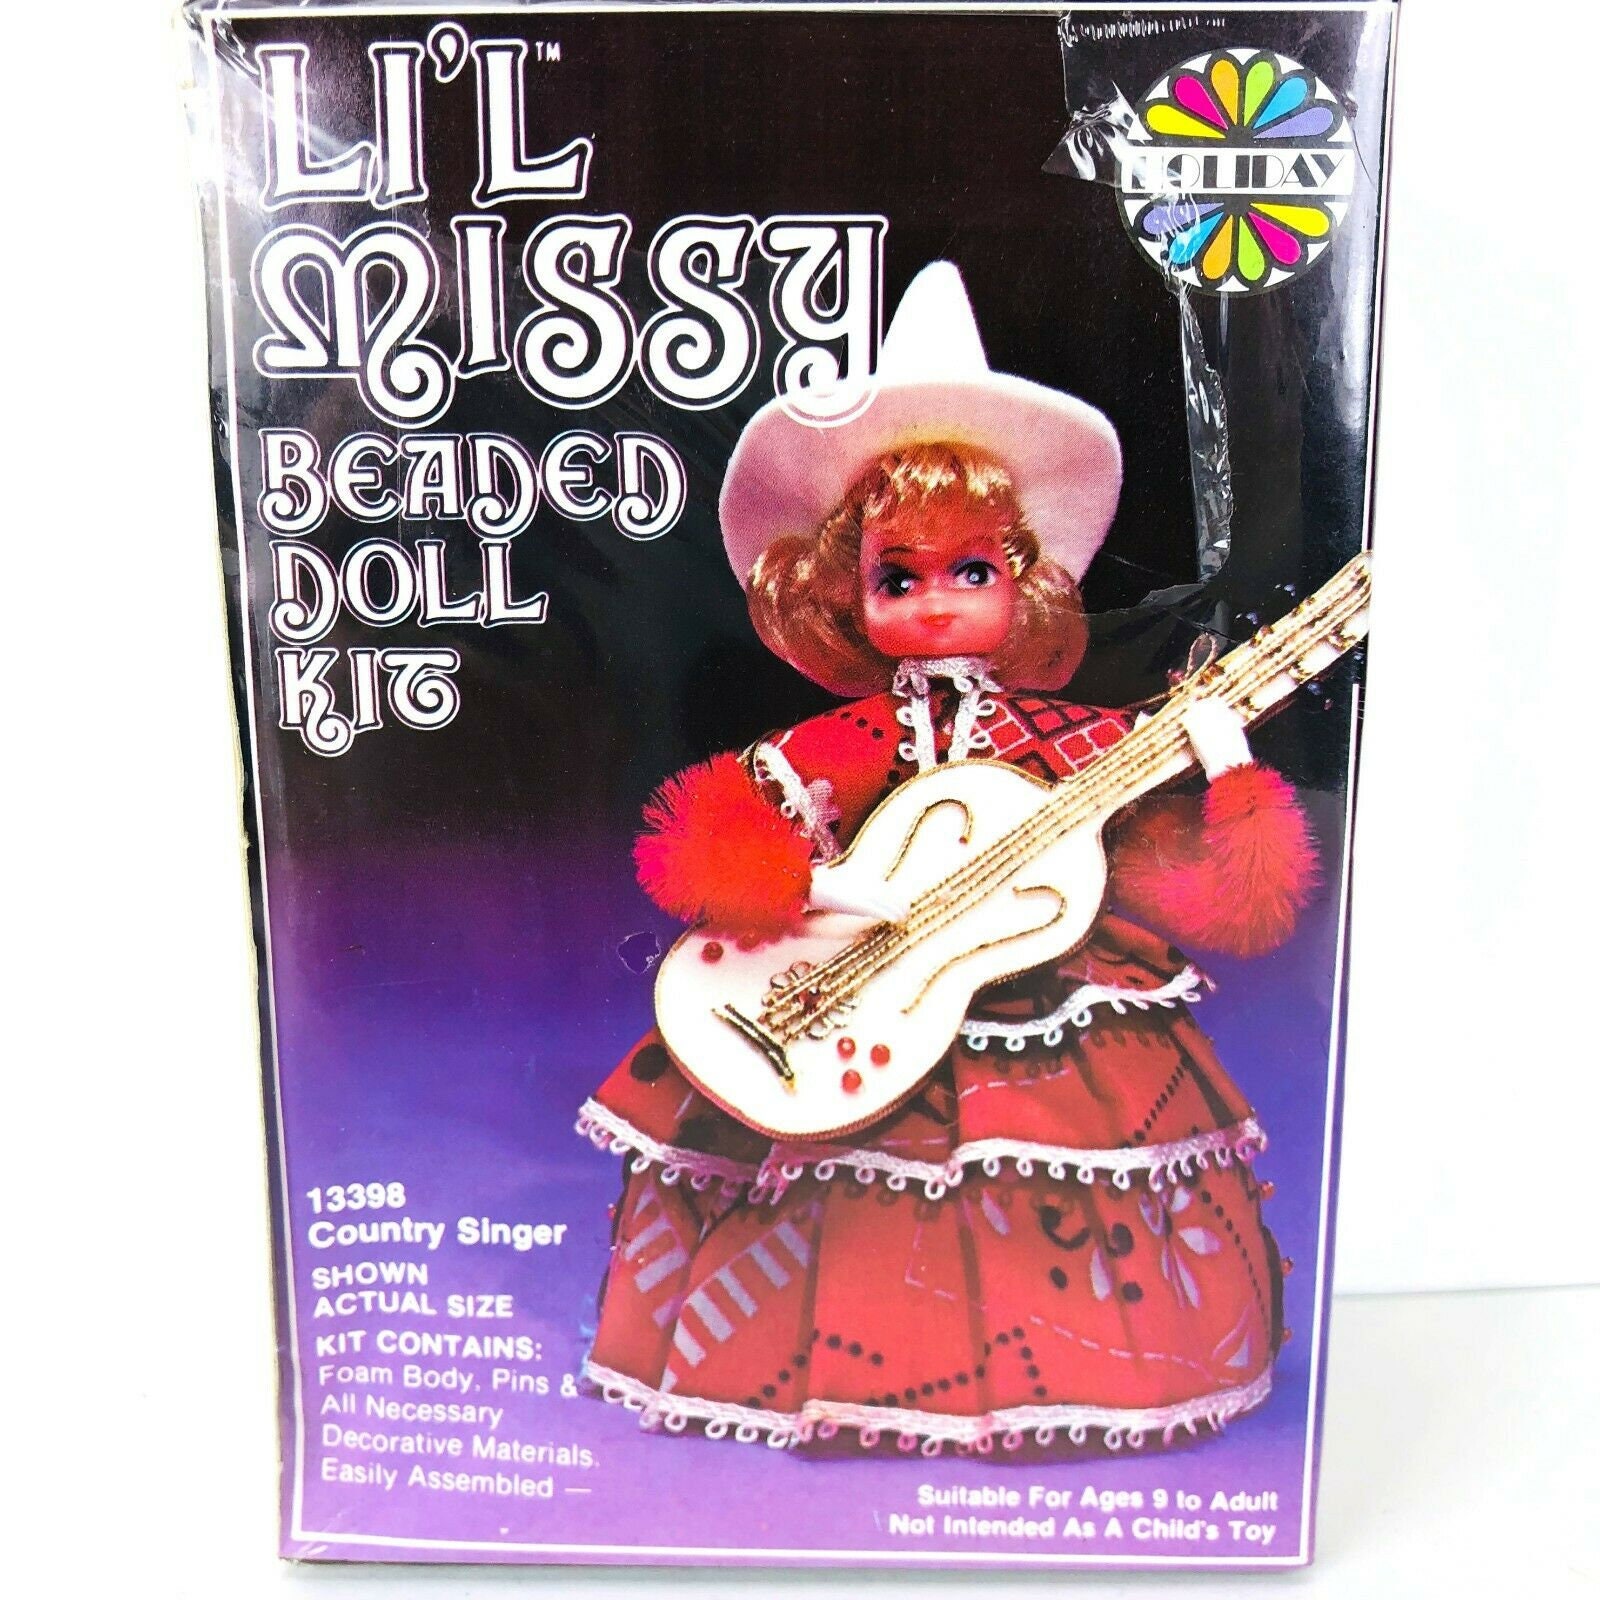 LI'L™
MISSY
BEADED
DOLL
KIT
HOLIDAY
13398
Country Singer
SHOWN
ACTUAL SIZE
KIT CONTAINS:
Foam Body, Pins &
All Necessary
Decorative Materials.
Easily Assembled —
Suitable For Ages 9 to Adult
Not Intended As A Child's Toy